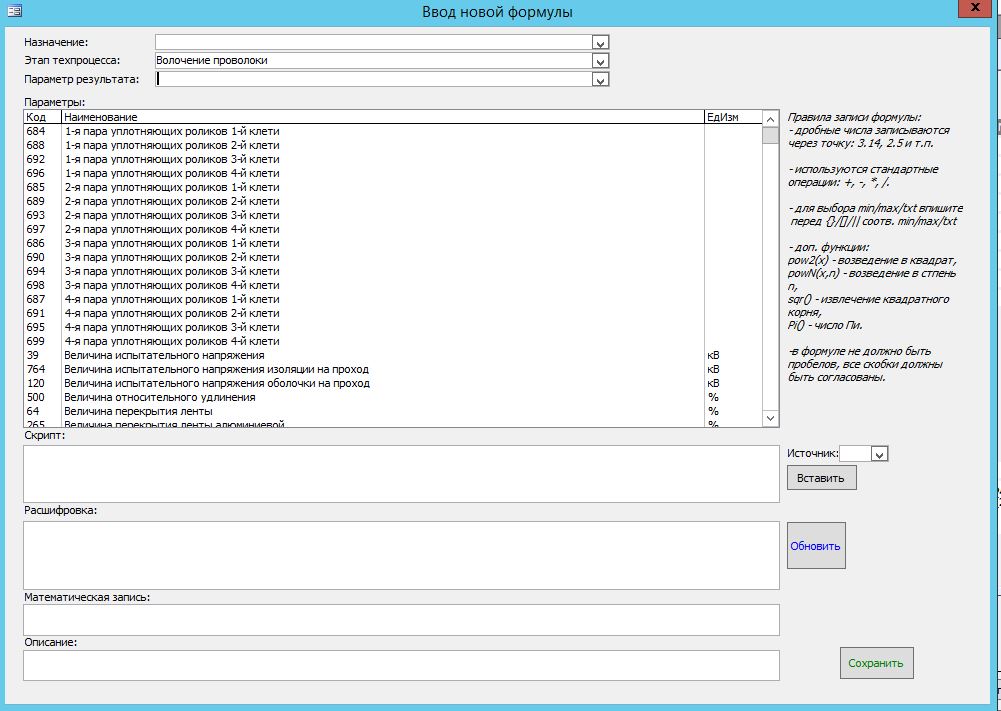 Ввод новой формулы
Назначение:
Этап техпроцесса: Волочение проволоки
Параметр результата:
Параметры:
Код Наименование ЕдИзм
684 1-я пара уплотняющих роликов 1-й клети
688 1-я пара уплотняющих роликов 2-й клети
692 1-я пара уплотняющих роликов 3-й клети
696 1-я пара уплотняющих роликов 4-й клети
685 2-я пара уплотняющих роликов 1-й клети
689 2-я пара уплотняющих роликов 2-й клети
693 2-я пара уплотняющих роликов 3-й клети
697 2-я пара уплотняющих роликов 4-й клети
686 3-я пара уплотняющих роликов 1-й клети
690 3-я пара уплотняющих роликов 2-й клети
694 3-я пара уплотняющих роликов 3-й клети
698 3-я пара уплотняющих роликов 4-й клети
687 4-я пара уплотняющих роликов 1-й клети
691 4-я пара уплотняющих роликов 2-й клети
695 4-я пара уплотняющих роликов 3-й клети
699 4-я пара уплотняющих роликов 4-й клети
39 Величина испытательного напряжения кВ
764 Величина испытательного напряжения изоляции на проход кВ
120 Величина испытательного напряжения оболочки на проход кВ
500 Величина относительного удлинения %
64 Величина перекрытия ленты %
265 Величина перекрытия ленты алюминиевой %
Правила записи формулы:
- дробные числа записываются
через точку: 3.14, 2.5 и т.п.
- используются стандартные
операции: +, -, *, /.
- для выбора min/max/txt впишите
перед {}/[]/|| соотв. min/max/txt
- доп. функции:
pow2(x) - возведение в квадрат,
powN(x,n) - возведение в стпень
n,
sqr() - извлечение квадратного
корня,
Pi() - число Пи.
-в формуле не должно быть
пробелов, все скобки должны
быть согласованы.
Скрипт:
Источник:
Вставить
Расшифровка:
Обновить
Математическая запись:
Описание:
Сохранить